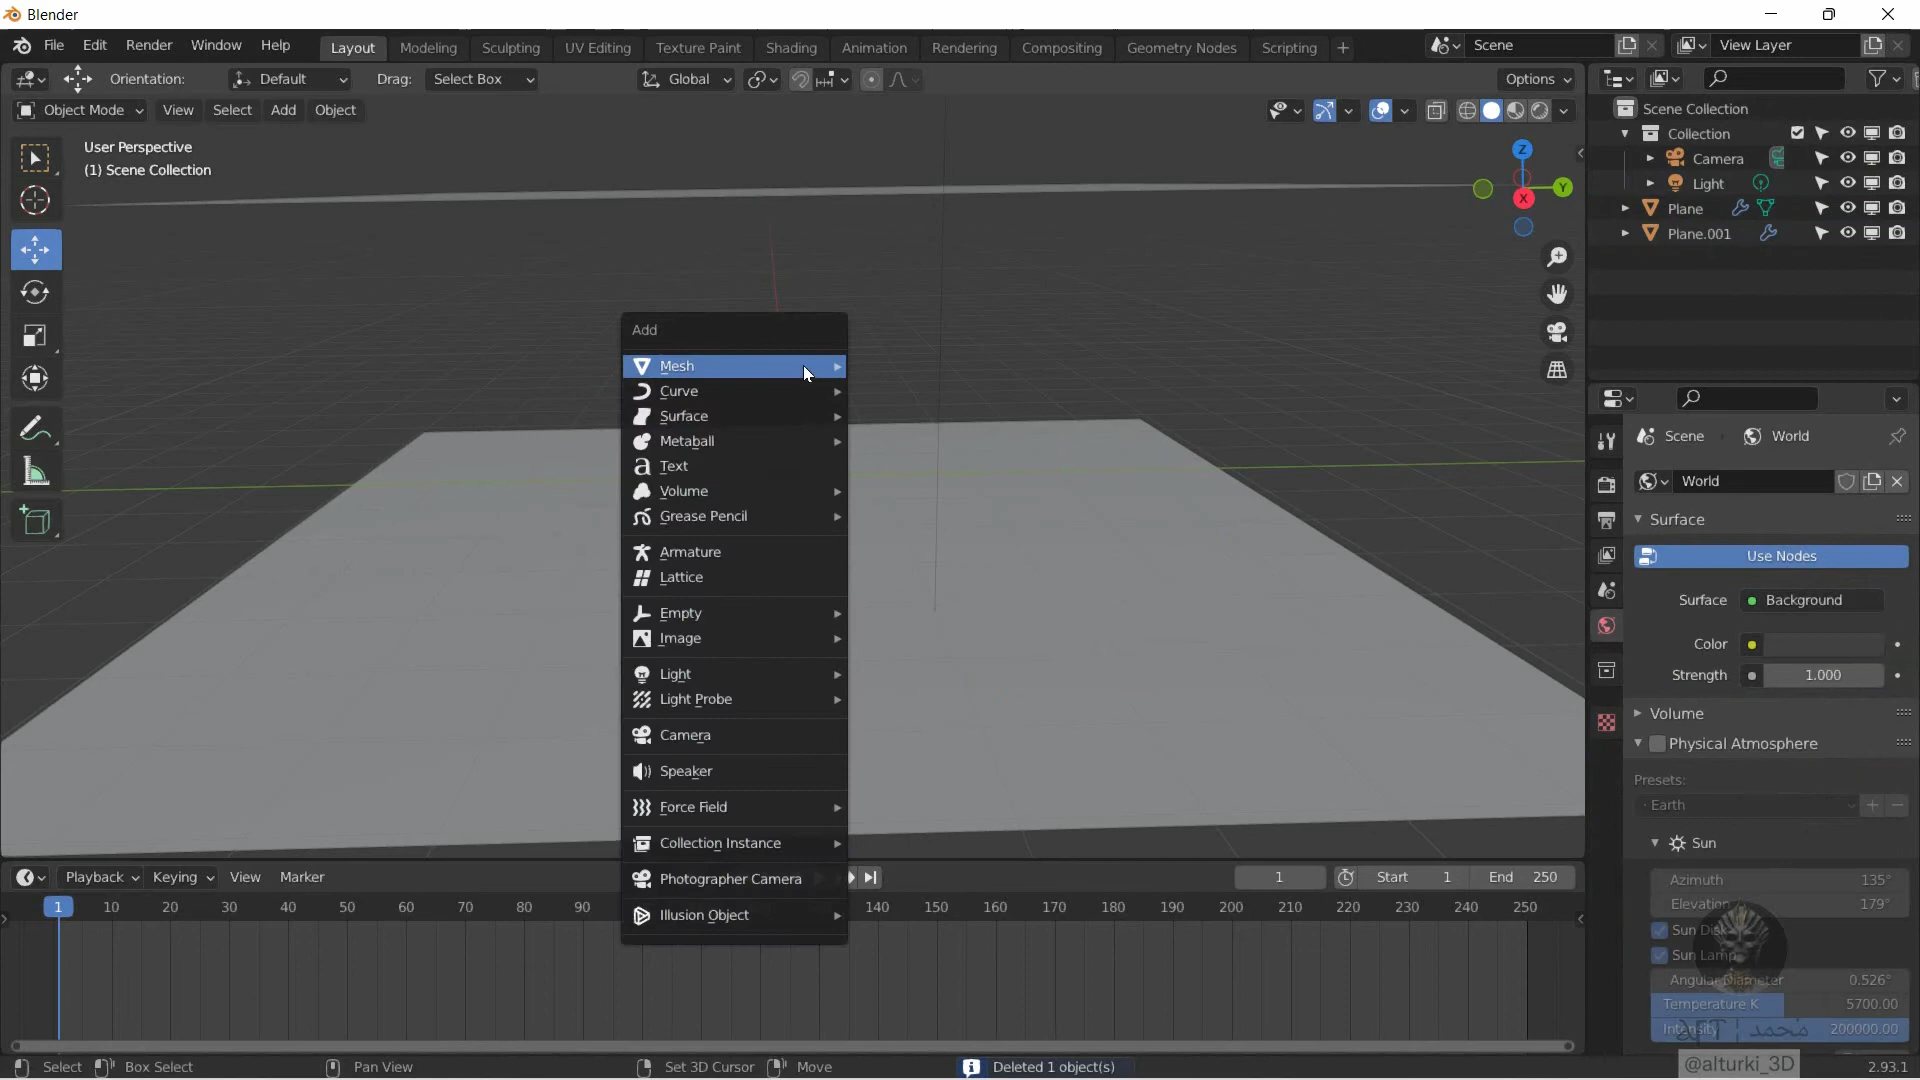 Blender
File Edit Render Window Help Layout Modeling Sculpting UV Editing Texture Paint Shading Animation Rendering Compositing Geometry Nodes Scripting + Scene View Layer
Orientation: Default Drag: Select Box Global Options
Object Mode View Select Add Object
User Perspective
(1) Scene Collection
Z
Y
X
Scene Collection
Collection
Camera
Light
Plane
Plane.001
Add
Mesh
Curve
Surface
Metaball
Text
Volume
Grease Pencil
Armature
Lattice
Empty
Image
Light
Light Probe
Camera
Speaker
Force Field
Collection Instance
Photographer Camera
Illusion Object
Scene World
World
Surface
Use Nodes
Surface Background
Color
Strength 1.000
Volume
Physical Atmosphere
Presets:
Earth
Sun
Azimuth 135°
Elevation 179°
Sun Disk
Sun Lamp
Angular Diameter 0.526°
Temperature K 5700.00
Intensity 200000.00
@alturki_3D
Playback Keying View Marker 1 Start 1 End 250
1 10 20 30 40 50 60 70 80 90 140 150 160 170 180 190 200 210 220 230 240 250
Select Box Select Pan View Set 3D Cursor Move Deleted 1 object(s) 2.93.1